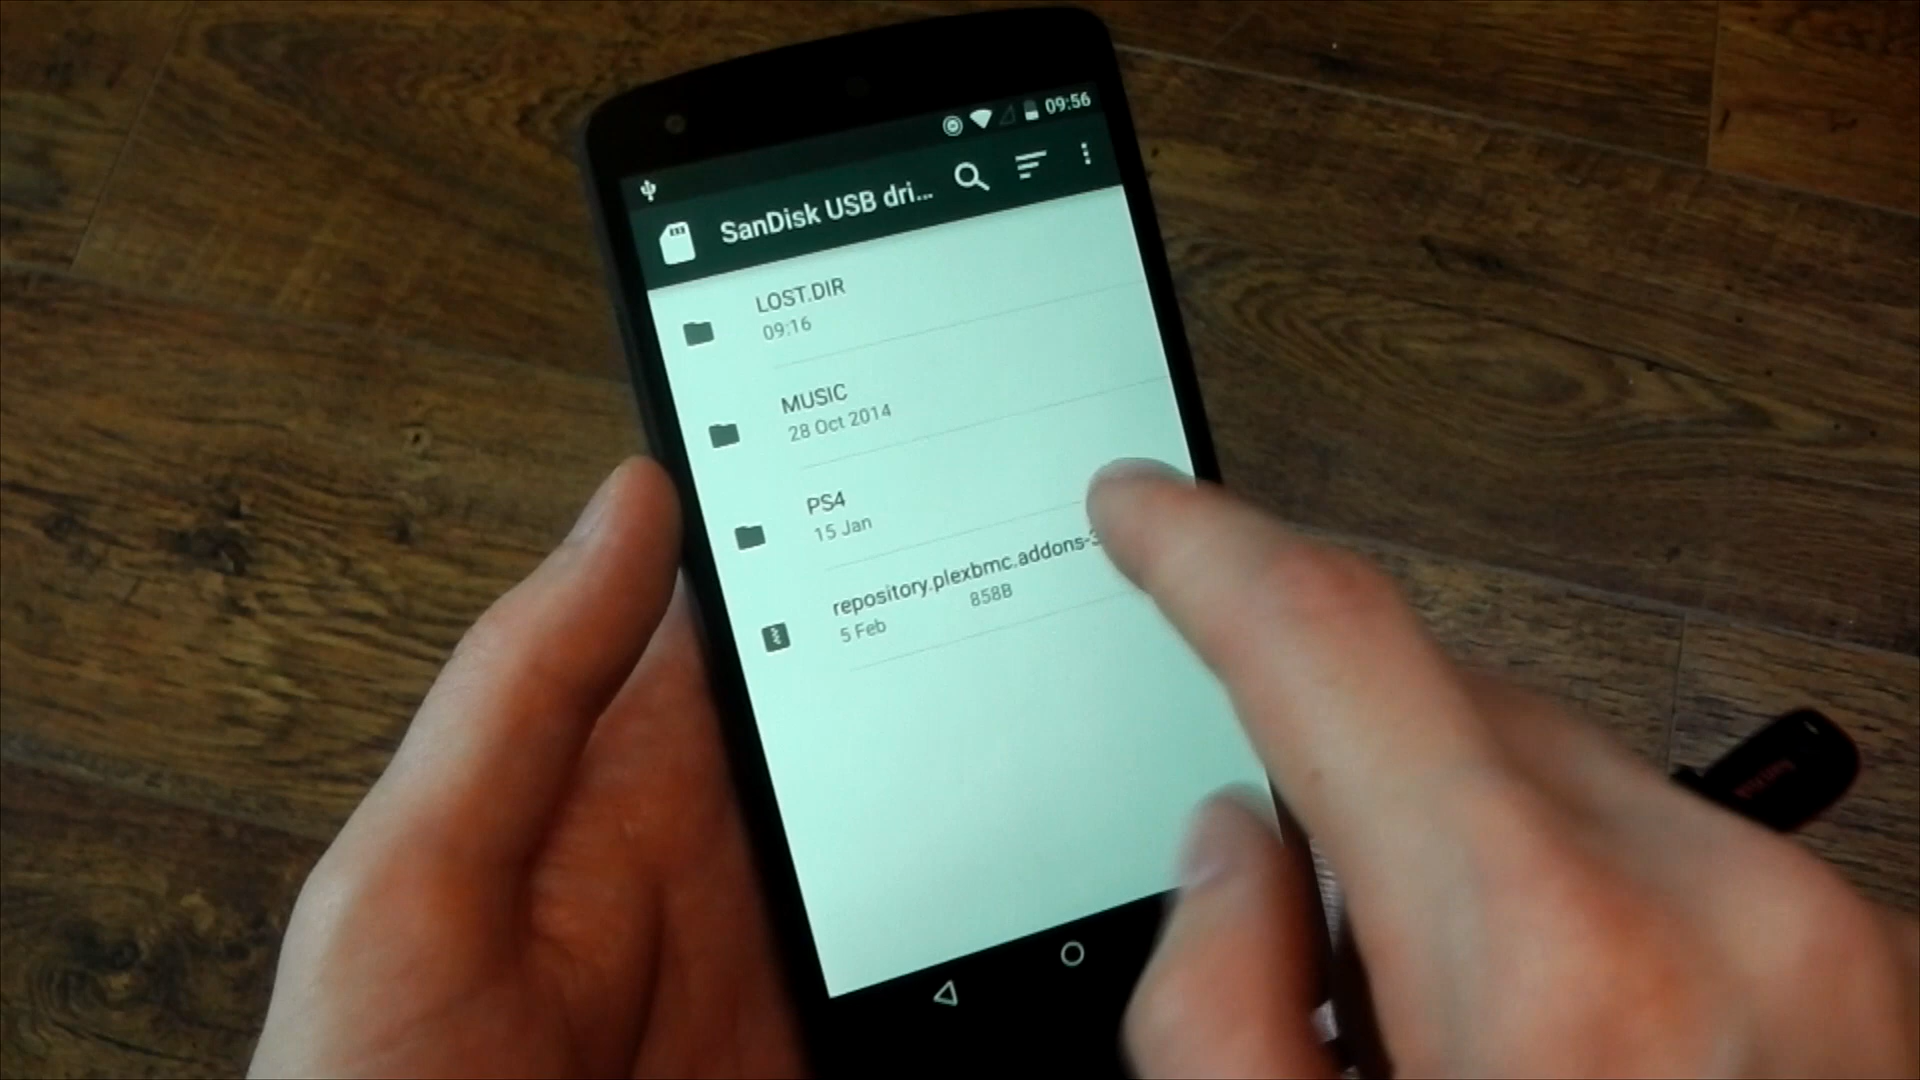 09:56
SanDisk USB dri...
LOST.DIR
09:16
MUSIC
28 Oct 2014
PS4
15 Jan
repository.plexbmc.addons-3
5 Feb 858B
SanDisk